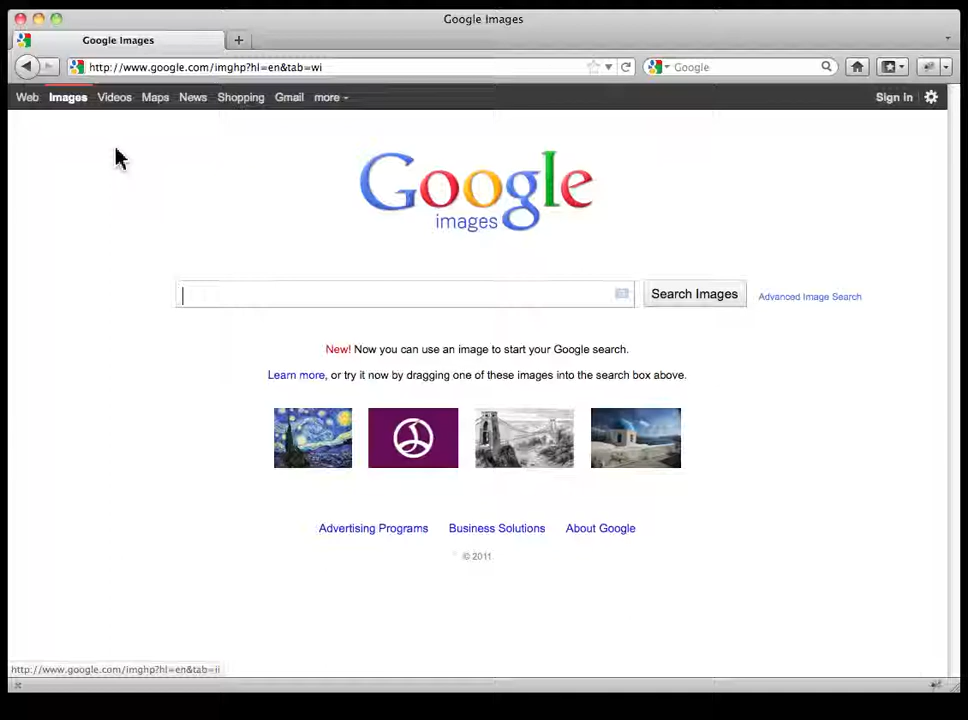 Google Images
Google Images
http://www.google.com/imghp?hl=en&tab=wi
Google
Web Images Videos Maps News Shopping Gmail more
Sign in
Google
images
Search Images
Advanced Image Search
New! Now you can use an image to start your Google search.
Learn more, or try it now by dragging one of these images into the search box above.
Advertising Programs Business Solutions About Google
© 2011
http://www.google.com/imghp?hl=en&tab=ii